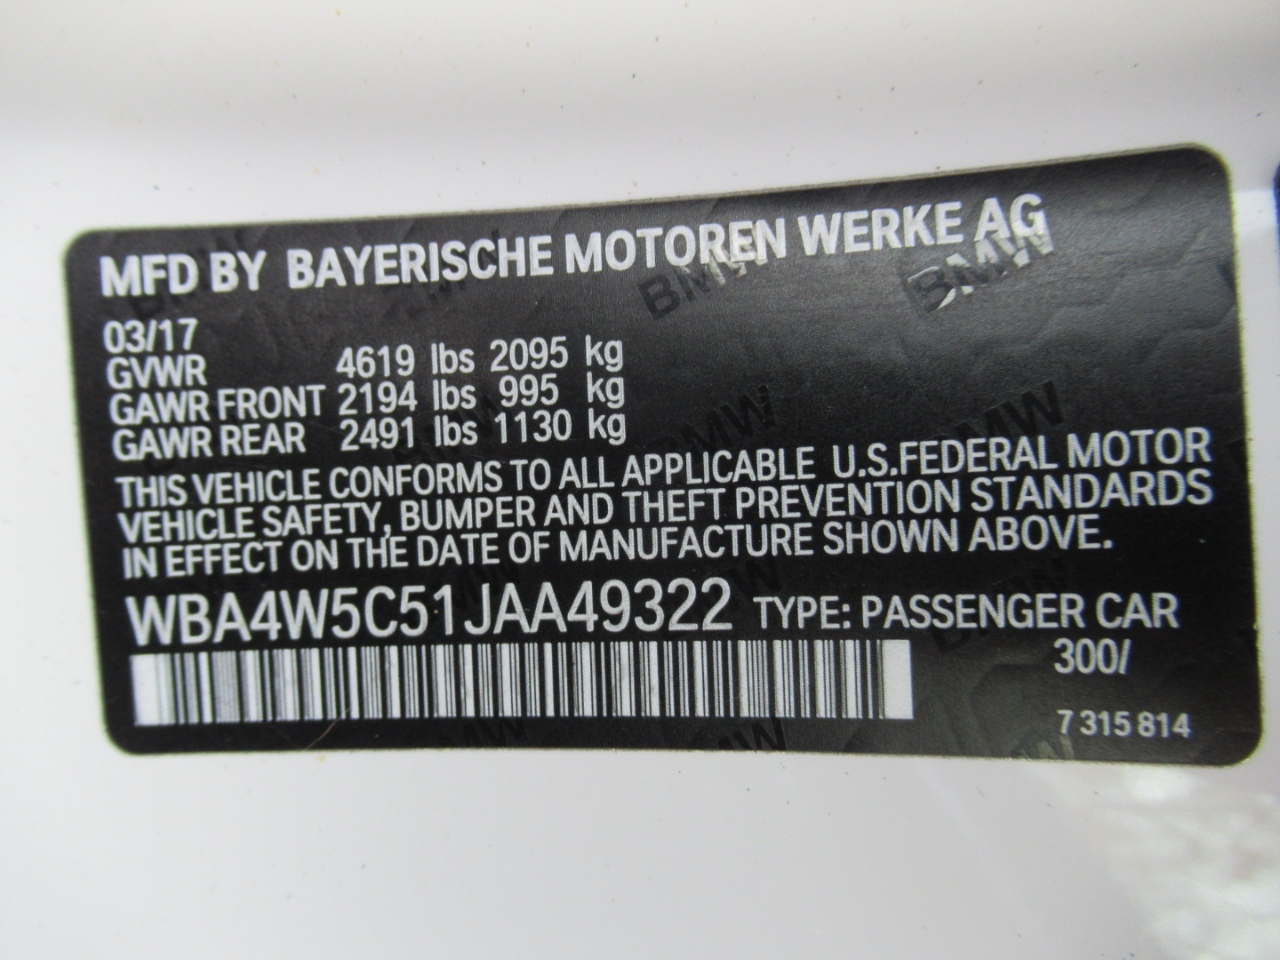 MFD BY BAYERISCHE MOTOREN WERKE AG
03/17
GVWR 4619 lbs 2095 kg
GAWR FRONT 2194 lbs 995 kg
GAWR REAR 2491 lbs 1130 kg
THIS VEHICLE CONFORMS TO ALL APPLICABLE U.S.FEDERAL MOTOR
VEHICLE SAFETY, BUMPER AND THEFT PREVENTION STANDARDS
IN EFFECT ON THE DATE OF MANUFACTURE SHOWN ABOVE.
WBA4W5C51JAA49322 TYPE: PASSENGER CAR
300/
7 315 814